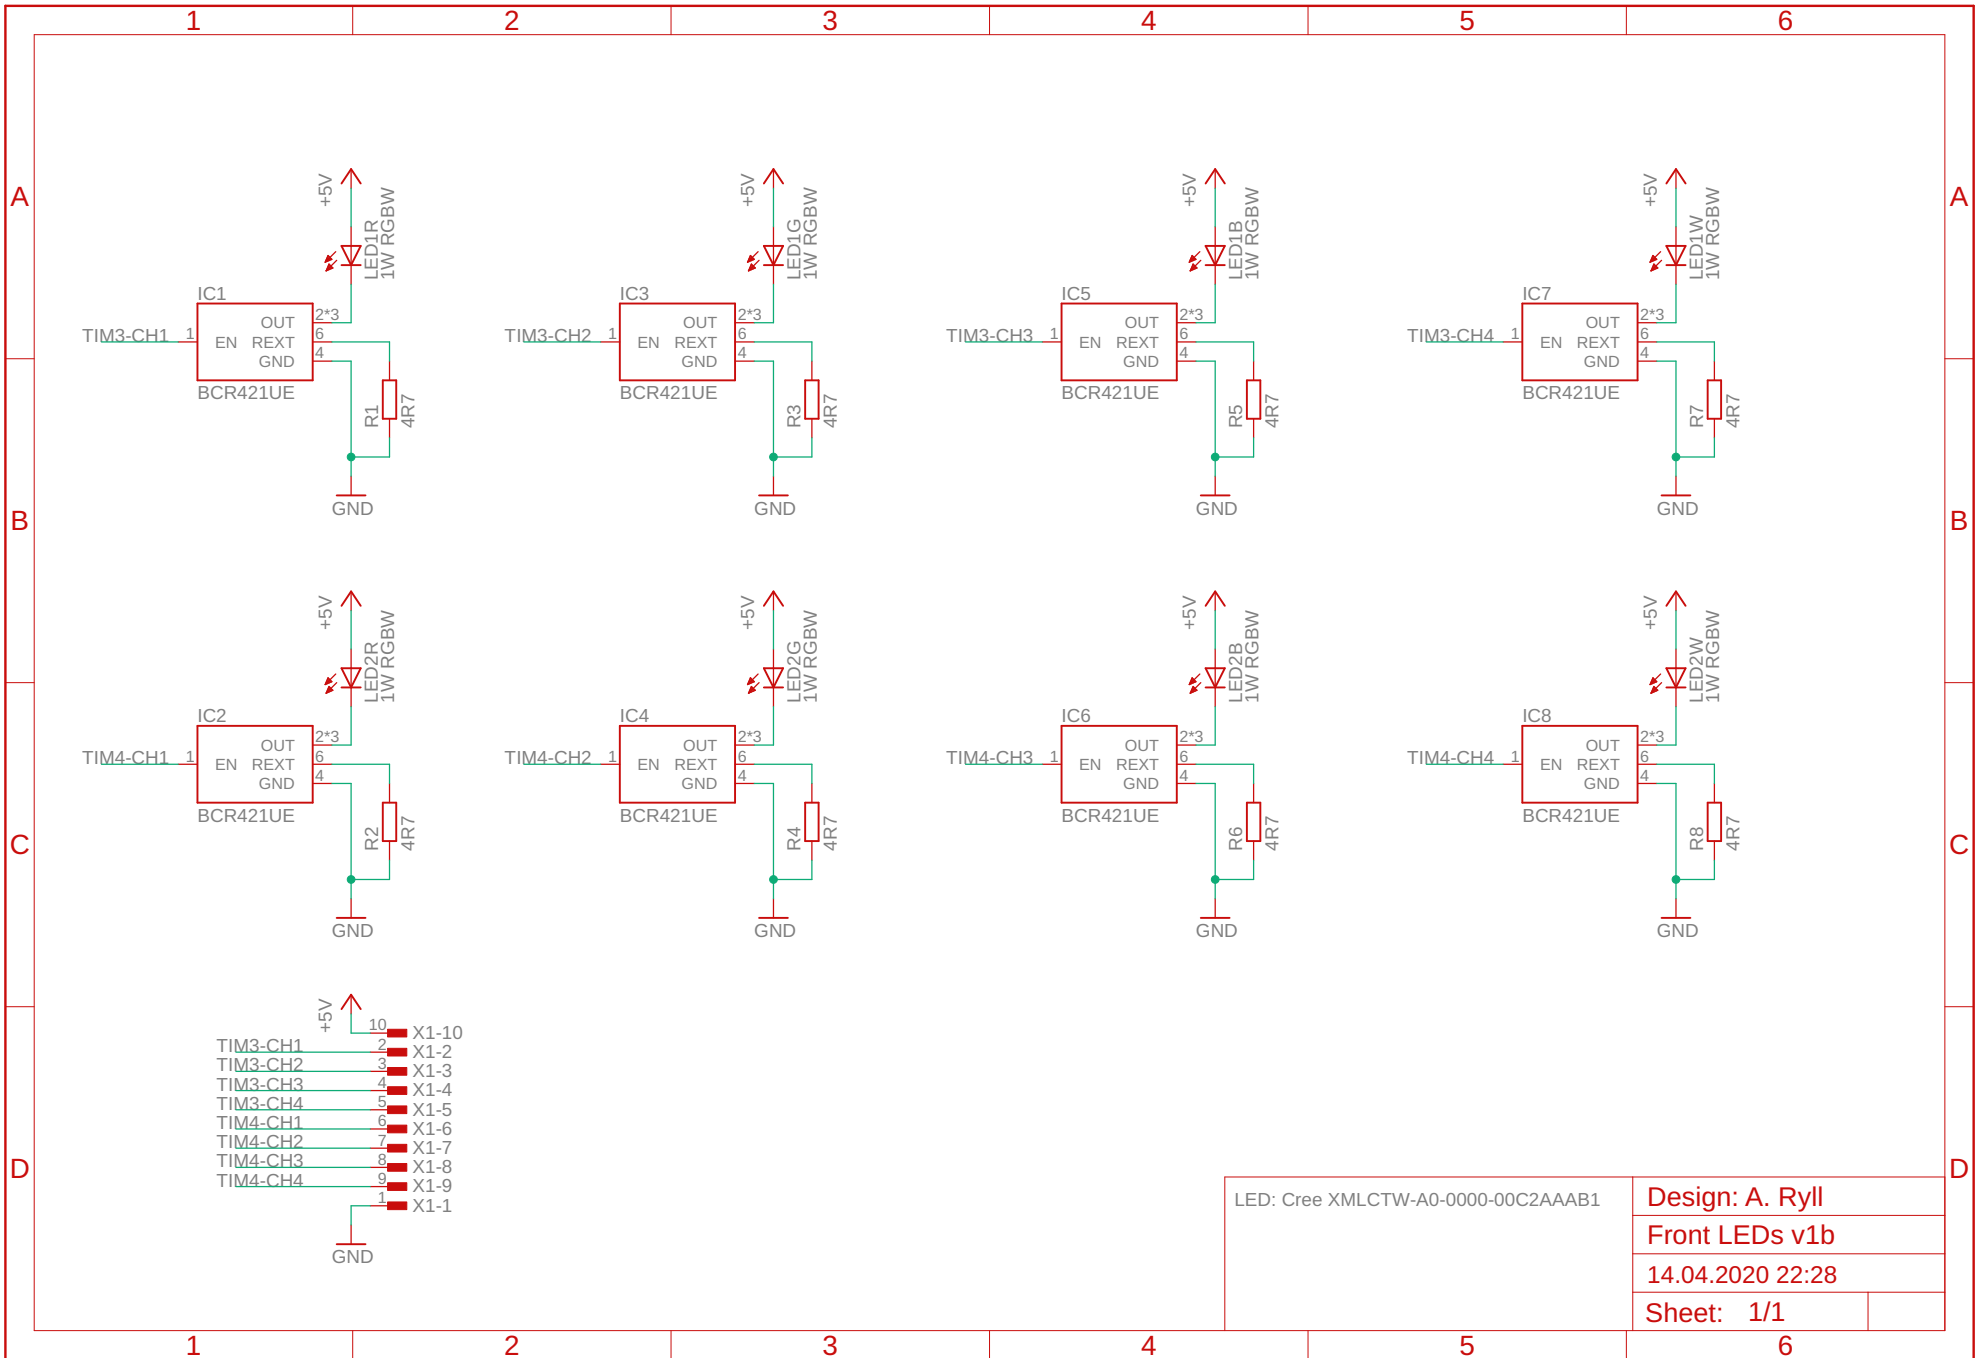 1 2 3 4 5 6
A A
+5V LED1R 1W RGBW
+5V LED1G 1W RGBW
+5V LED1B 1W RGBW
+5V LED1W 1W RGBW
IC1 IC3 IC5 IC7
TIM3-CH1 1 EN OUT REXT GND 2*3 6 4
TIM3-CH2 1 EN OUT REXT GND 2*3 6 4
TIM3-CH3 1 EN OUT REXT GND 2*3 6 4
TIM3-CH4 1 EN OUT REXT GND 2*3 6 4
BCR421UE BCR421UE BCR421UE BCR421UE
R1 4R7 R3 4R7 R5 4R7 R7 4R7
GND GND GND GND
B B
+5V LED2R 1W RGBW
+5V LED2G 1W RGBW
+5V LED2B 1W RGBW
+5V LED2W 1W RGBW
IC2 IC4 IC6 IC8
TIM4-CH1 1 EN OUT REXT GND 2*3 6 4
TIM4-CH2 1 EN OUT REXT GND 2*3 6 4
TIM4-CH3 1 EN OUT REXT GND 2*3 6 4
TIM4-CH4 1 EN OUT REXT GND 2*3 6 4
BCR421UE BCR421UE BCR421UE BCR421UE
R2 4R7 R4 4R7 R6 4R7 R8 4R7
C C
GND GND GND GND
+5V
10 X1-10
TIM3-CH1 2 X1-2
TIM3-CH2 3 X1-3
TIM3-CH3 4 X1-4
TIM3-CH4 5 X1-5
TIM4-CH1 6 X1-6
TIM4-CH2 7 X1-7
TIM4-CH3 8 X1-8
TIM4-CH4 9 X1-9
1 X1-1
GND
D D
LED: Cree XMLCTW-A0-0000-00C2AAAB1
Design: A. Ryll
Front LEDs v1b
14.04.2020 22:28
Sheet: 1/1
1 2 3 4 5 6